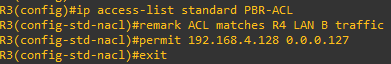 R3(config)#ip access-list standard PBR-ACL
R3(config-std-nacl)#remark ACL matches R4 LAN B traffic
R3(config-std-nacl)#permit 192.168.4.128 0.0.0.127
R3(config-std-nacl)#exit